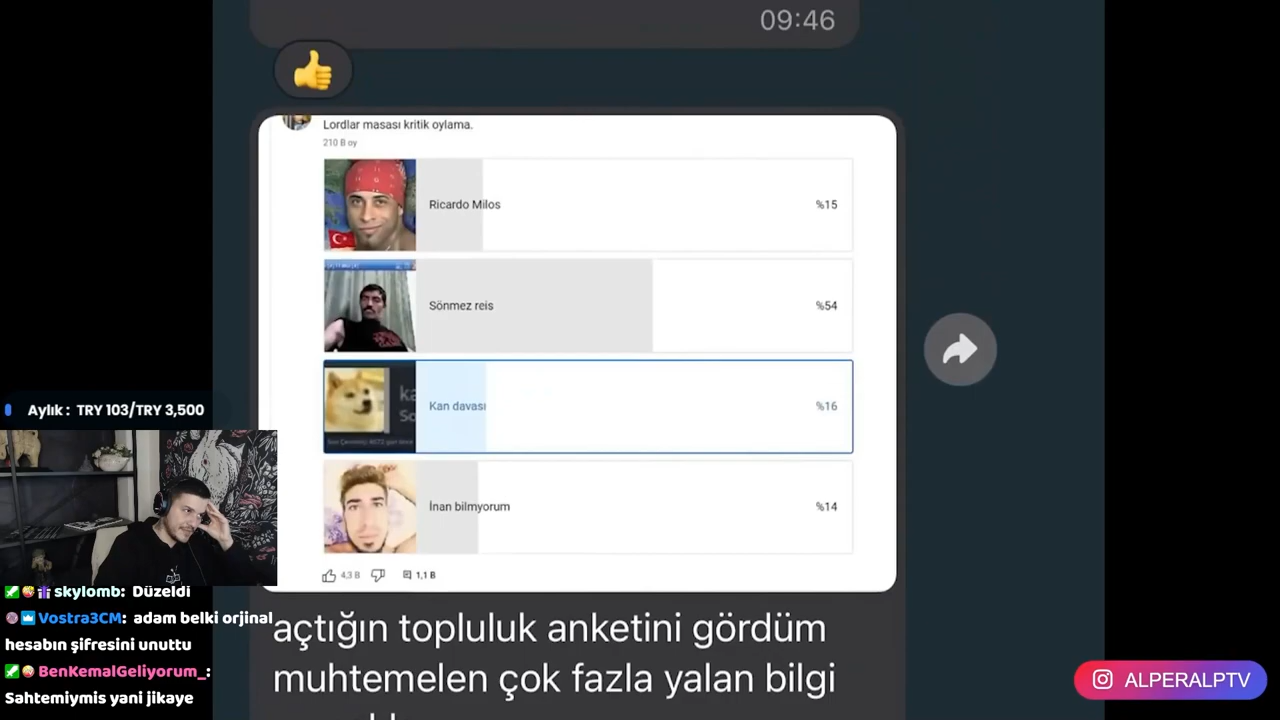 09:46
Lordlar masası kritik oylama.
210 B oy
Ricardo Milos
%15
Sönmez reis
%54
Kan davası
%16
İnan bilmyorum
%14
4,3 B
1,1 B
açtığın topluluk anketini gördüm
muhtemelen çok fazla yalan bilgi
Aylık : TRY 103/TRY 3,500
skylomb: Düzeldi
Vostra3CM: adam belki orjinal
hesabın şifresini unuttu
BenKemalGeliyorum_:
Sahtemiymis yani jikaye
ALPERALPTV